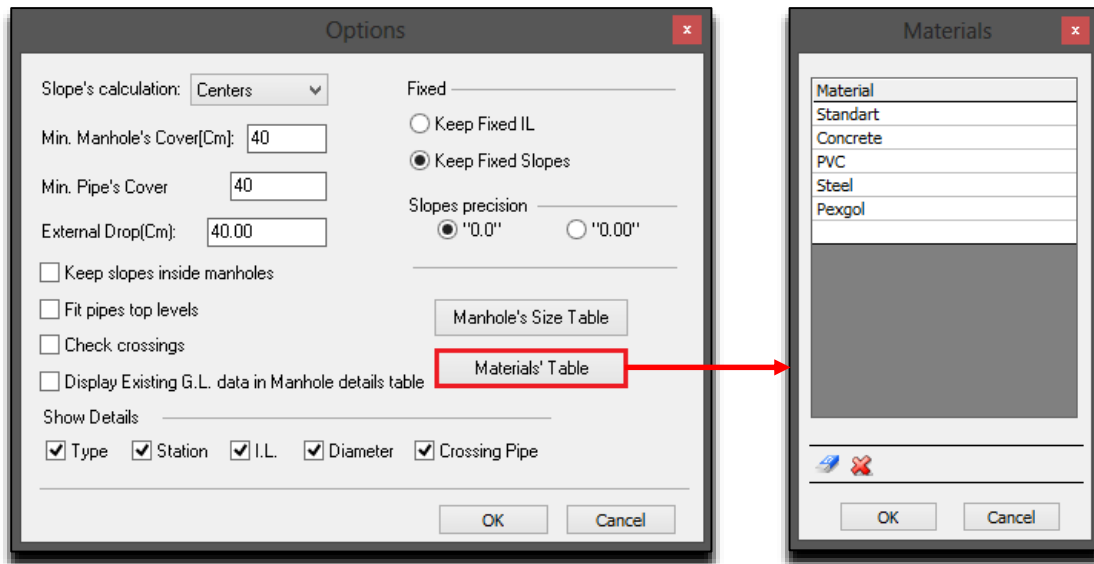 Options
x
Slope's calculation: Centers
Min. Manhole's Cover[Cm]: 40
Min. Pipe's Cover 40
External Drop(Cm): 40.00
Keep slopes inside manholes
Fit pipes top levels
Check crossings
Display Existing G.L. data in Manhole details table
Fixed
Keep Fixed IL
Keep Fixed Slopes
Slopes precision
"0.0" "0.00"
Manhole's Size Table
Materials' Table
Show Details
Type Station I.L. Diameter Crossing Pipe
OK Cancel
Materials
x
Material
Standart
Concrete
PVC
Steel
Pexgol
OK Cancel